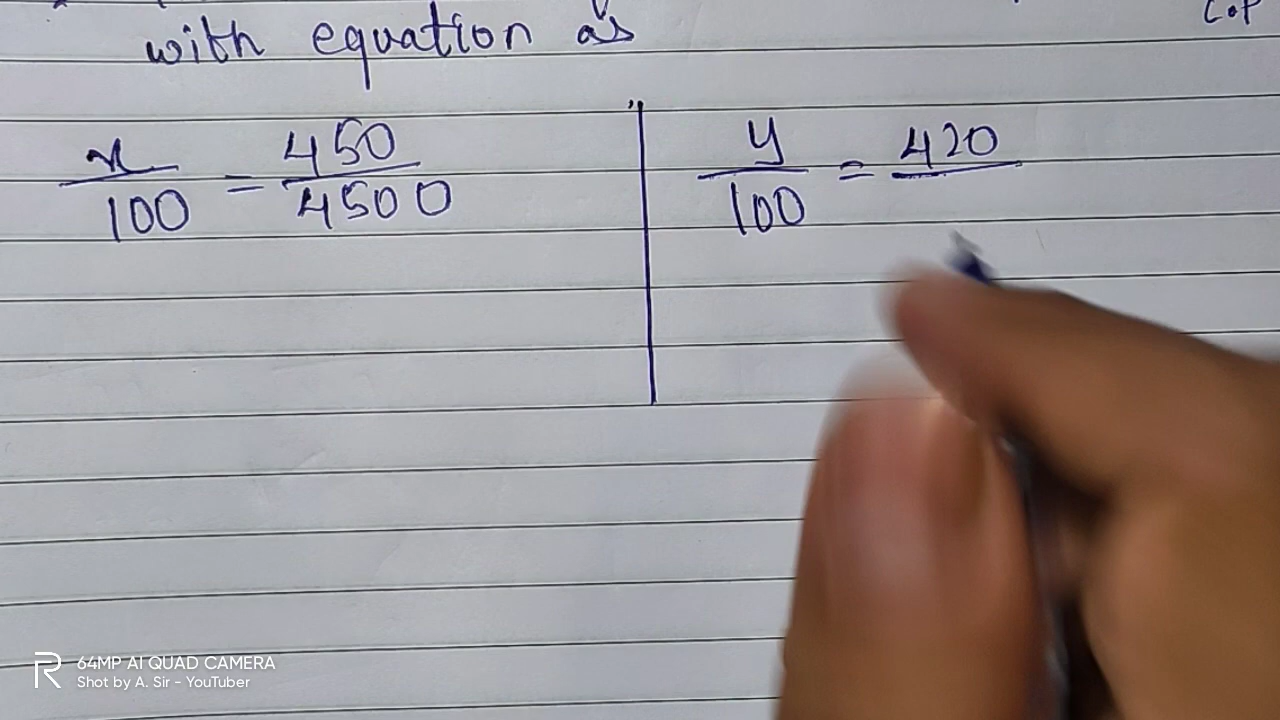 with equation as
x/100 = 450/4500
y/100 = 420
64MP AI QUAD CAMERA
Shot by A. Sir - YouTuber